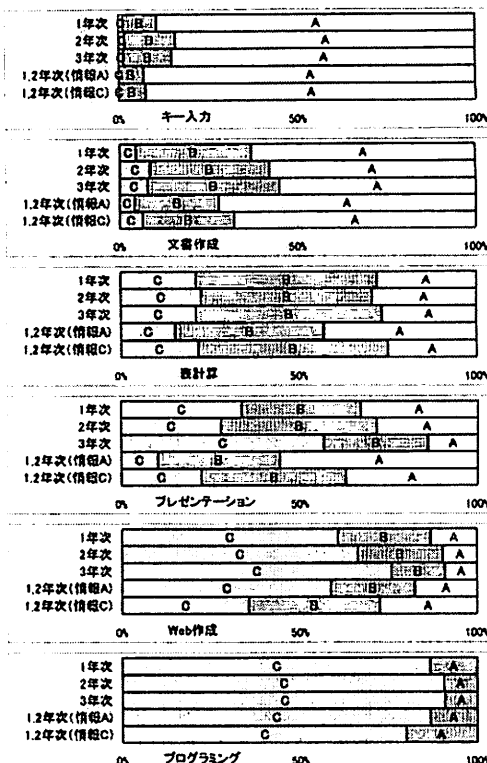 1年次 C B A
2年次 C B A
3年次 C B A
1,2年次(情報A) C B A
1,2年次(情報C) C B A
0% キー入力 50% 100%
1年次 C B A
2年次 C B A
3年次 C B A
1,2年次(情報A) C B A
1,2年次(情報C) C B A
0% 文書作成 50% 100%
1年次 C B A
2年次 C B A
3年次 C B A
1,2年次(情報A) C B A
1,2年次(情報C) C B A
0% 表計算 50% 100%
1年次 C B A
2年次 C B A
3年次 C B A
1,2年次(情報A) C B A
1,2年次(情報C) C B A
0% プレゼンテーション 50% 100%
1年次 C B A
2年次 C B A
3年次 C B A
1,2年次(情報A) C B A
1,2年次(情報C) C B A
0% Web作成 50% 100%
1年次 C A
2年次 C A
3年次 C A
1,2年次(情報A) C A
1,2年次(情報C) C A
0% プログラミング 50% 100%